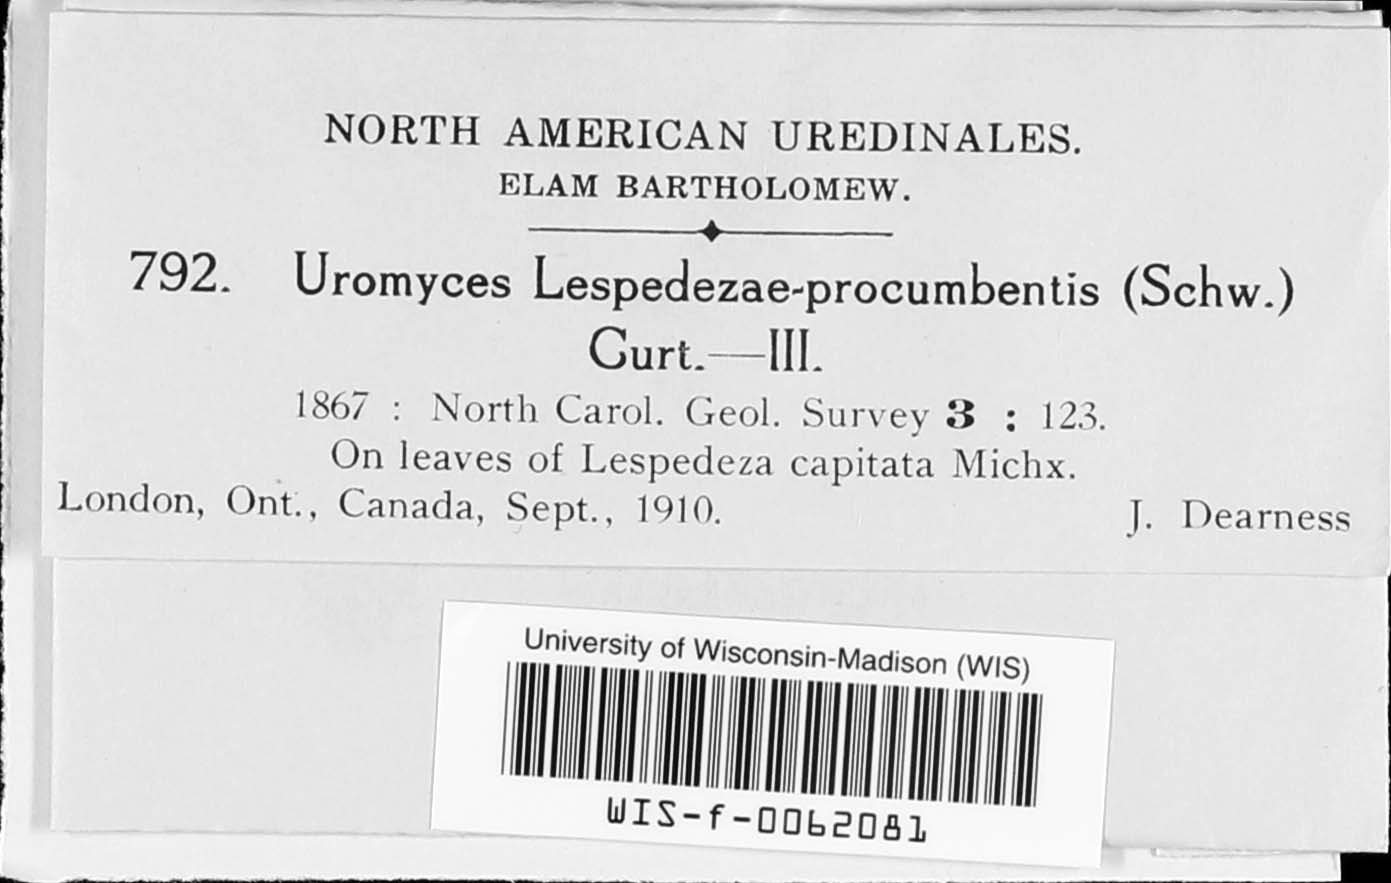 NORTH AMERICAN UREDINALES.
ELAM BARTHOLOMEW.
792. Uromyces Lespedezae-procumbentis (Schw.)
Curt.—III.
1867 : North Carol. Geol. Survey 3 : 123.
On leaves of Lespedeza capitata Michx.
London, Ont., Canada, Sept., 1910. J. Dearness
University of Wisconsin-Madison (WIS)
WIS-f-0062081